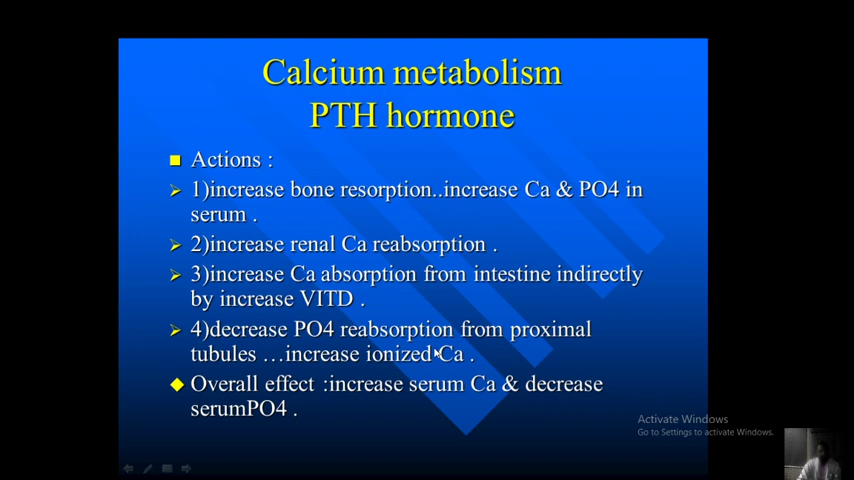 Calcium metabolism
PTH hormone
Actions :
1)increase bone resorption..increase Ca & PO4 in
serum .
2)increase renal Ca reabsorption .
3)increase Ca absorption from intestine indirectly
by increase VITD .
4)decrease PO4 reabsorption from proximal
tubules …increase ionized Ca .
Overall effect :increase serum Ca & decrease
serumPO4 .
Activate Windows
Go to Settings to activate Windows.